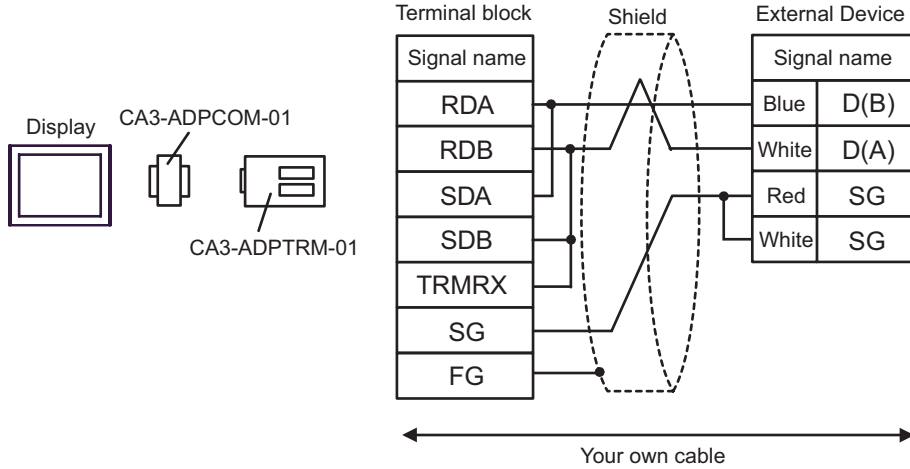 Terminal block
Shield
External Device
Signal name
Signal name
RDA
Blue D(B)
Display
CA3-ADPCOM-01
RDB
White D(A)
SDA
Red SG
SDB
White SG
CA3-ADPTRM-01
TRMRX
SG
FG
Your own cable